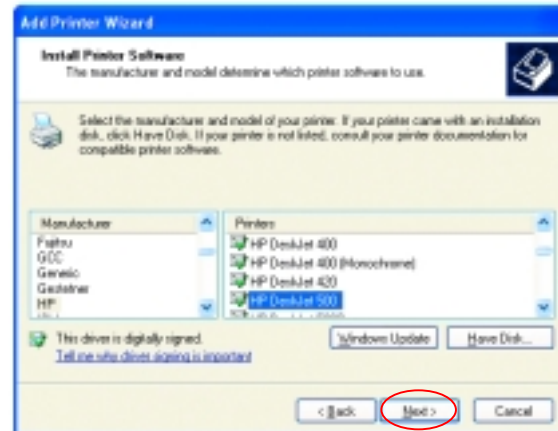 Add Printer Wizard
Install Printer Software
The manufacturer and model determine which printer software to use.
Select the manufacturer and model of your printer. If your printer came with an installation
disk, click Have Disk. If your printer is not listed, consult your printer documentation for
compatible printer software.
Manufacturer
Fujitsu
GCC
Generic
Gestetner
HP
Printers
HP DeskJet 400
HP DeskJet 400 (Monochrome)
HP DeskJet 420
HP DeskJet 500
This driver is digitally signed.
Tell me why driver signing is important
Windows Update
Have Disk...
< Back
Next >
Cancel